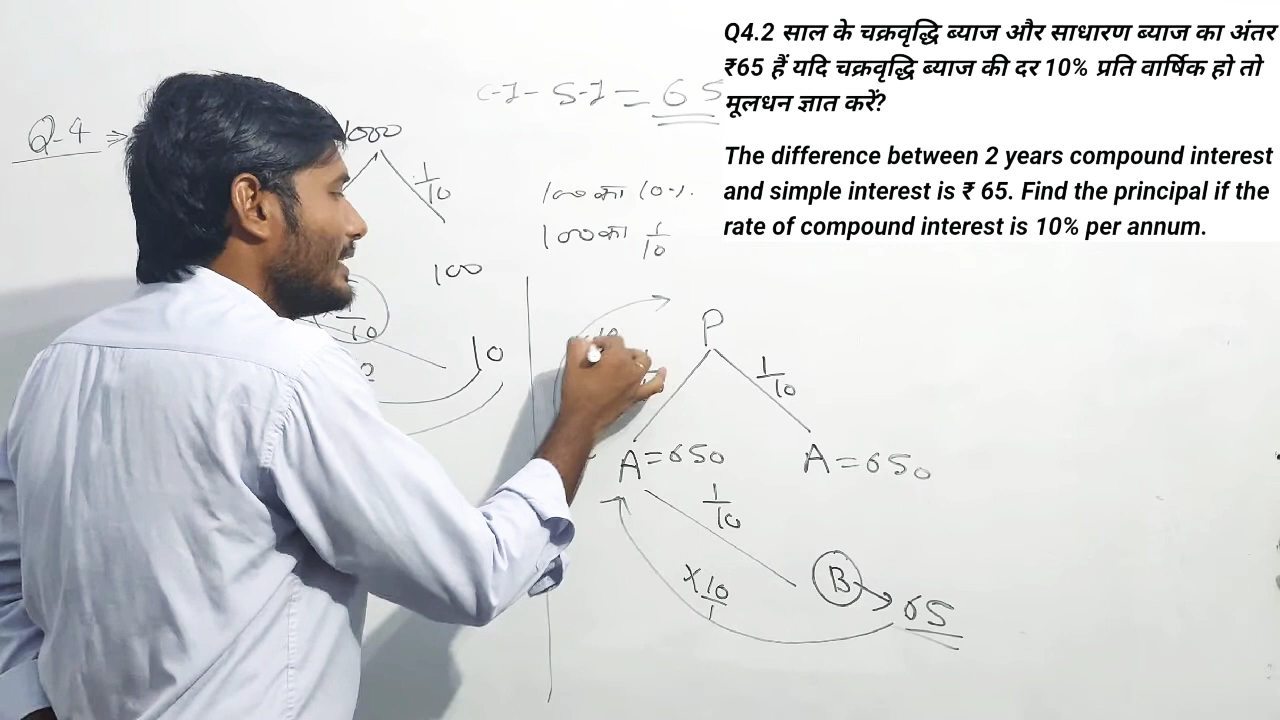 Q4.2 साल के चक्रवृद्धि ब्याज और साधारण ब्याज का अंतर
₹65 हैं यदि चक्रवृद्धि ब्याज की दर 10% प्रति वार्षिक हो तो
मूलधन ज्ञात करें?
The difference between 2 years compound interest
and simple interest is ₹ 65. Find the principal if the
rate of compound interest is 10% per annum.
C-I - S-I = 65
Q-4 ⇒
1000
1/10
100
1/10
10
100 का 10%.
100 का 1/10
P
1/10
A = 650
A = 650
1/10
B → 65
×10/1